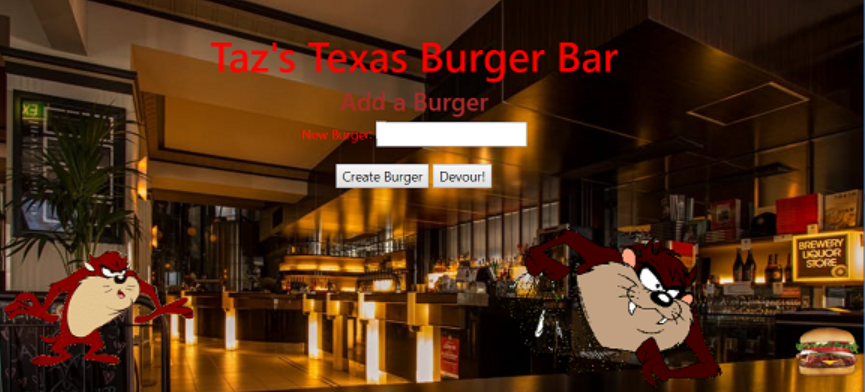 Taz's Texas Burger Bar
Add a Burger
New Burger:
Create Burger Devour!
BREWERY
LIQUOR
STORE